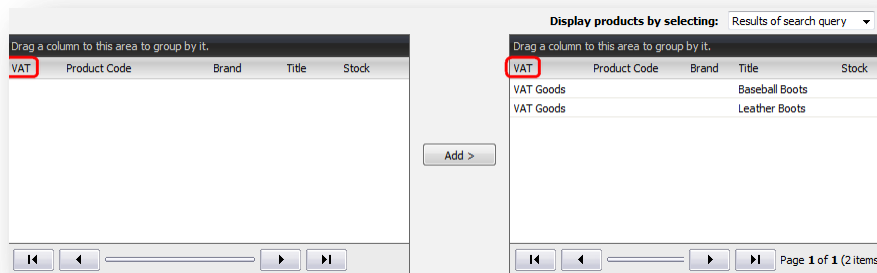 Display products by selecting: Results of search query
Drag a column to this area to group by it.
VAT Product Code Brand Title Stock
Add >
Drag a column to this area to group by it.
VAT Product Code Brand Title Stock
VAT Goods Baseball Boots
VAT Goods Leather Boots
Page 1 of 1 (2 items